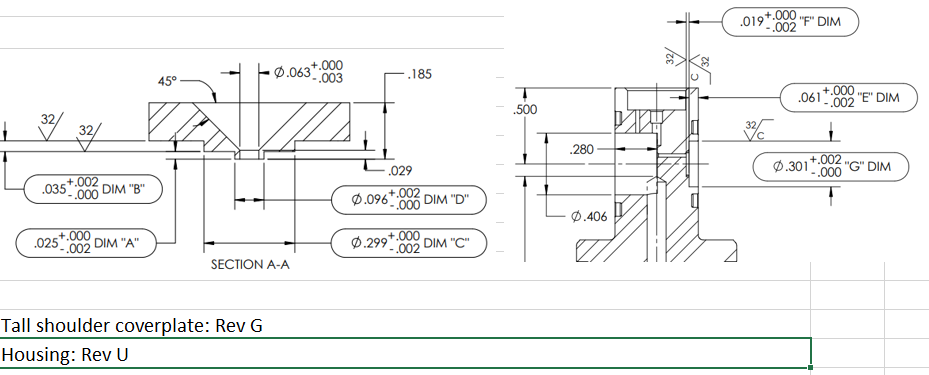 .019 +.000 -.002 "F" DIM
32
32
C
45°
Ø.063 +.000 -.003
.185
.061 +.000 -.002 "E" DIM
.500
32
32
32
C
.280
.029
Ø.301 +.002 -.000 "G" DIM
.035 +.002 -.000 DIM "B"
Ø.096 +.002 -.000 DIM "D"
Ø.406
.025 +.000 -.002 DIM "A"
Ø.299 +.000 -.002 DIM "C"
SECTION A-A
Tall shoulder coverplate: Rev G
Housing: Rev U